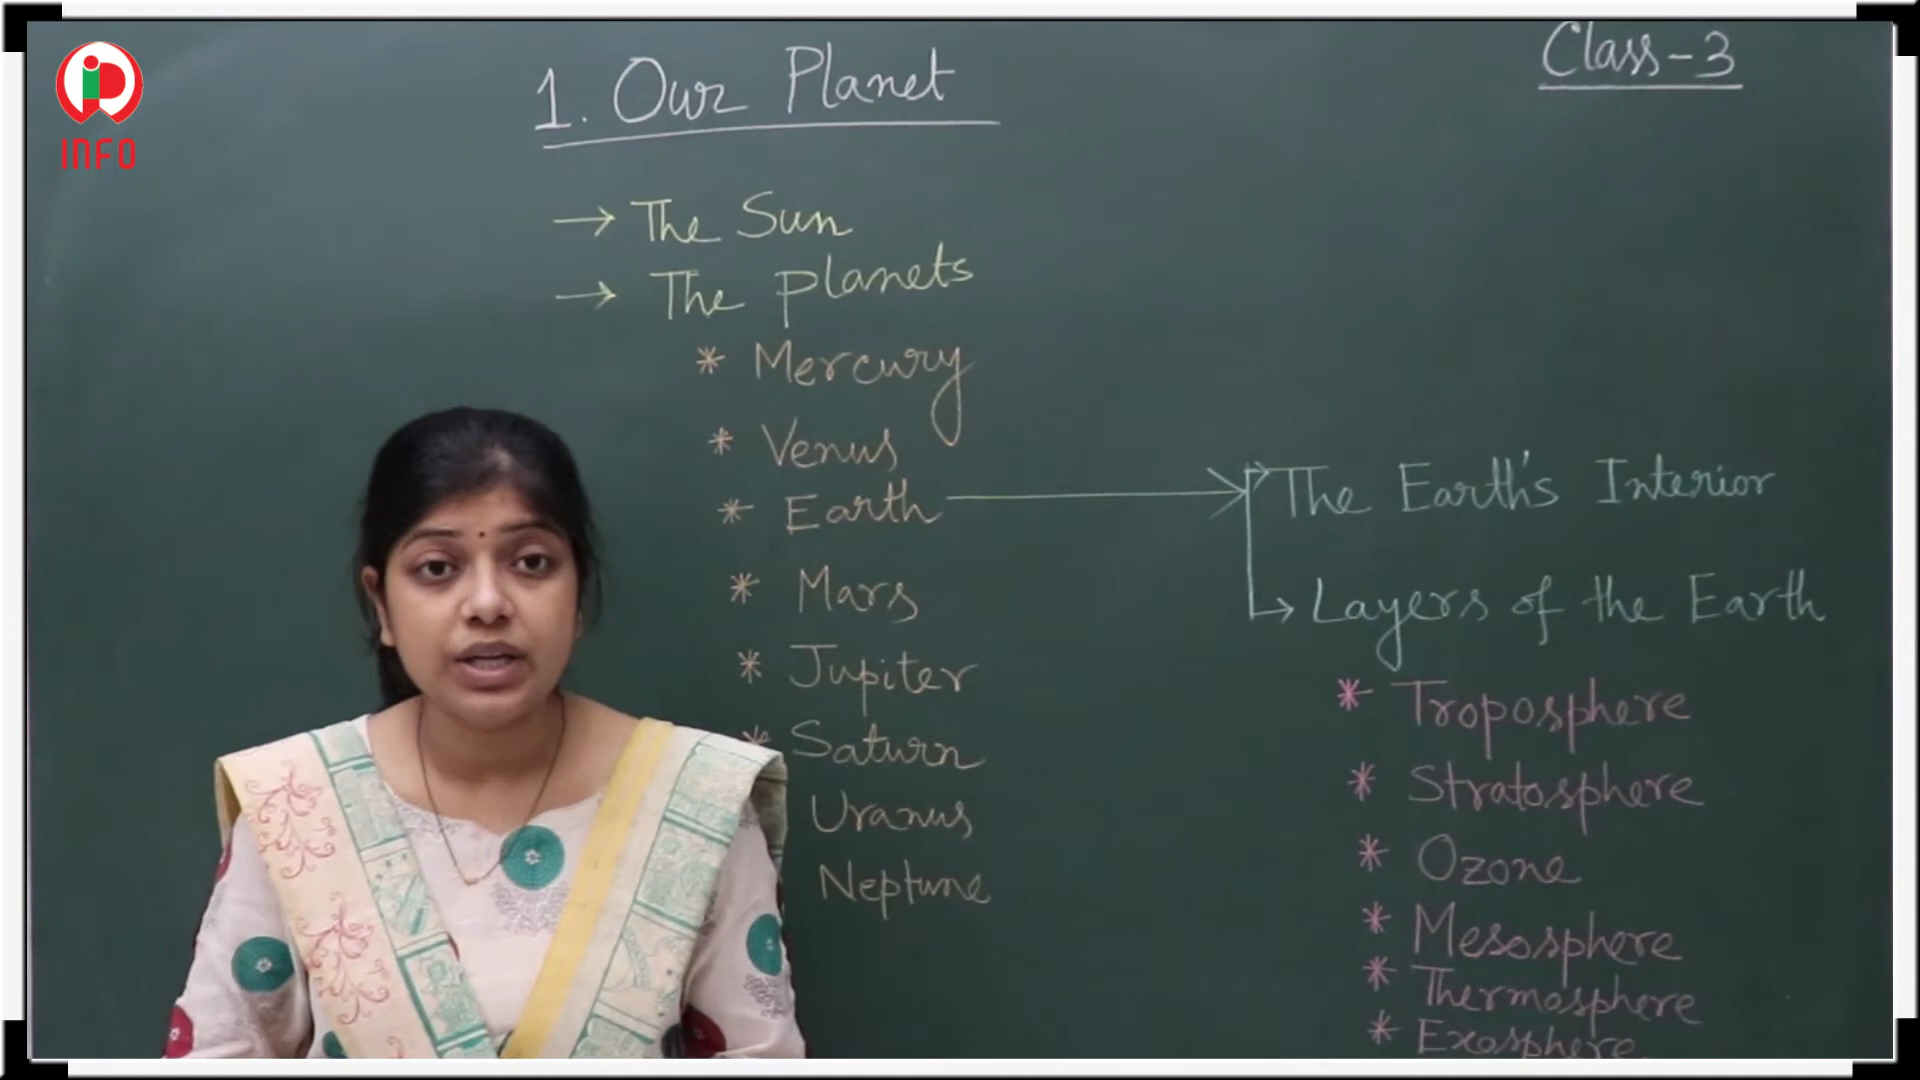 INFO
Class-3
1. Our Planet
→ The Sun
→ The planets
* Mercury
* Venus
* Earth → The Earth's Interior
→ Layers of the Earth
* Mars
* Jupiter
* Saturn
Uranus
Neptune
* Troposphere
* Stratosphere
* Ozone
* Mesosphere
* Thermosphere
* Exosphere